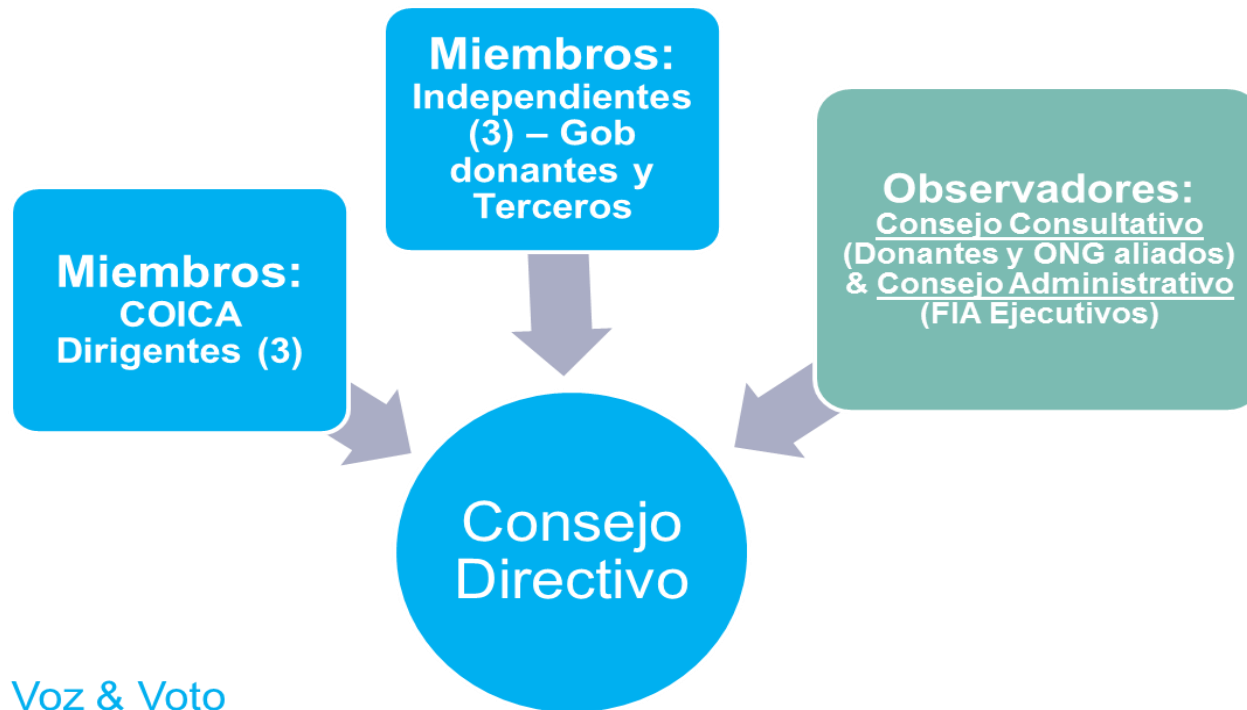 Miembros:
Independientes
(3) – Gob
donantes y
Terceros
Miembros:
COICA
Dirigentes (3)
Observadores:
Consejo Consultativo
(Donantes y ONG aliados)
& Consejo Administrativo
(FIA Ejecutivos)
Consejo
Directivo
Voz & Voto